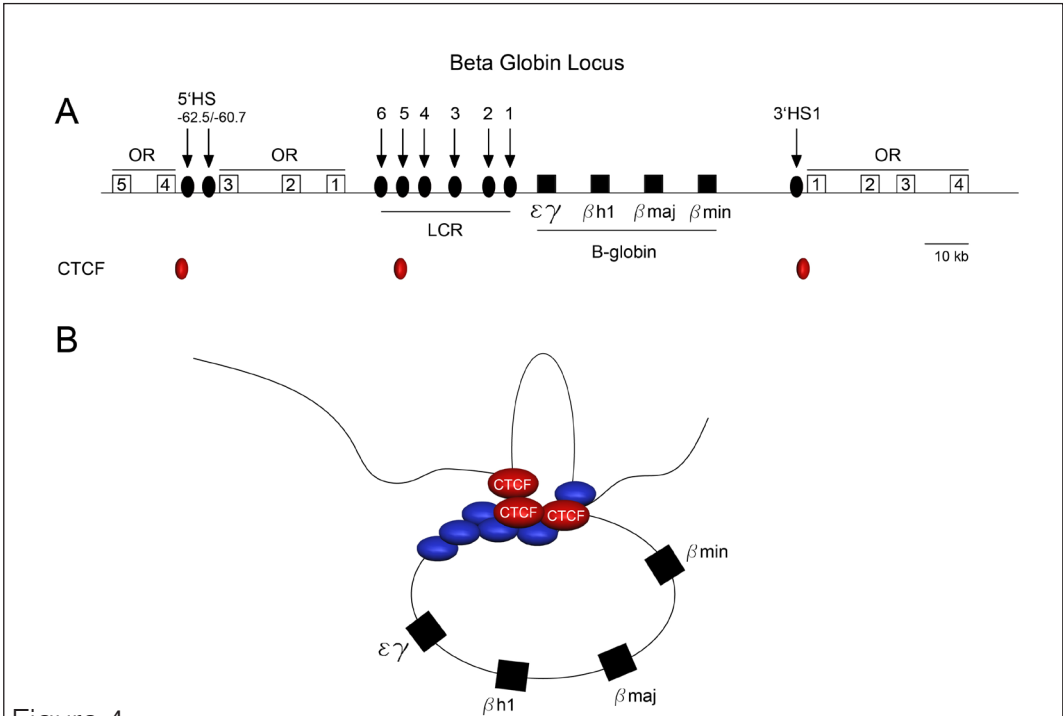 Beta Globin Locus
A
5'HS
-62.5/-60.7
6 5 4 3 2 1
3'HS1
OR OR OR
5 4 3 2 1 1 2 3 4
εγ βh1 βmaj βmin
LCR
B-globin
10 kb
CTCF
B
CTCF
CTCF CTCF
βmin
εγ
βmaj
βh1
Figure 4